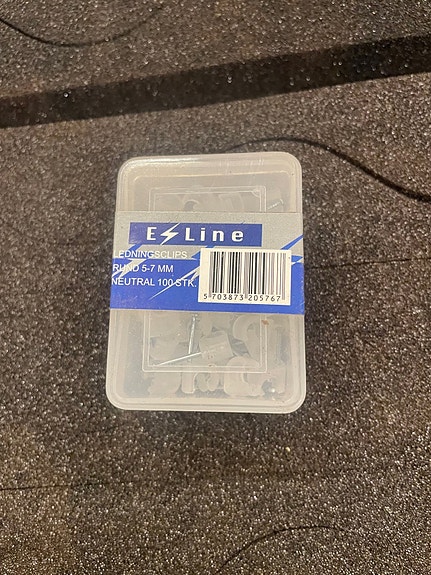 E Line
LEDNINGSCLIPS
RUND 5-7 MM
NEUTRAL 100 STK.
5 703873 205767